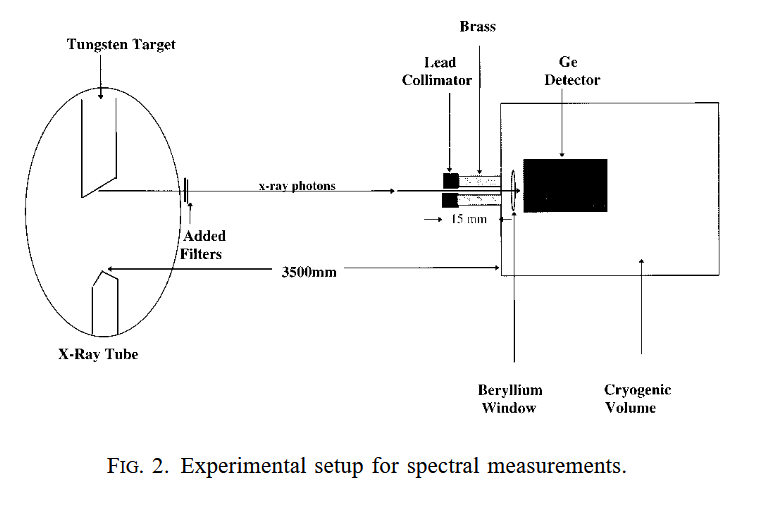 Brass
Tungsten Target
Lead
Collimator
Ge
Detector
x-ray photons
15 mm
Added
Filters
3500mm
X-Ray Tube
Beryllium
Window
Cryogenic
Volume
FIG. 2. Experimental setup for spectral measurements.